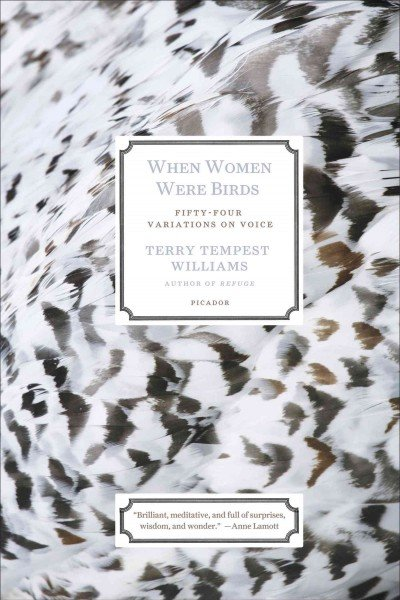 WHEN WOMEN
WERE BIRDS
FIFTY-FOUR
VARIATIONS ON VOICE
TERRY TEMPEST
WILLIAMS
AUTHOR OF REFUGE
PICADOR
"Brilliant, meditative, and full of surprises,
wisdom, and wonder." —Anne Lamott